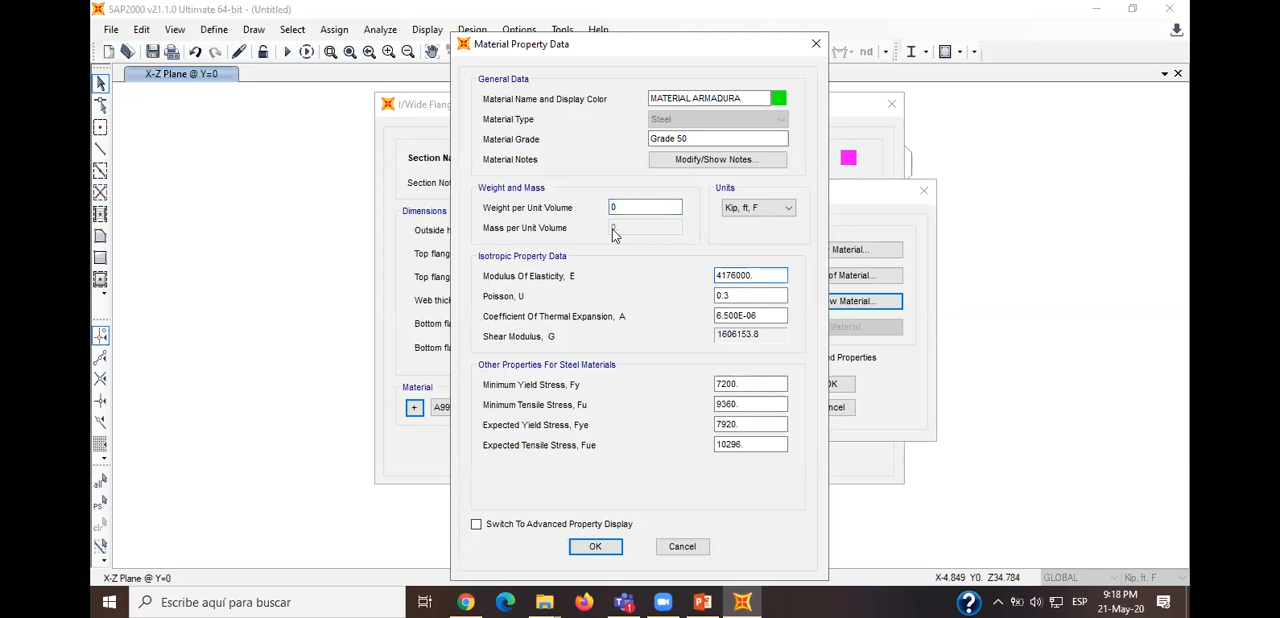 SAP2000 v21.1.0 Ultimate 64-bit - (Untitled)
File Edit View Define Draw Select Assign Analyze Display Design Options Tools Help
nd
X-Z Plane @ Y=0
I/Wide Flang
Section Na
Section Not
Dimensions
Outside h
Top flang
Top flang
Web thick
Bottom fl
Bottom fl
Material
+ A99
Material Property Data
General Data
Material Name and Display Color MATERIAL ARMADURA
Material Type Steel
Material Grade Grade 50
Material Notes Modify/Show Notes...
Weight and Mass
Weight per Unit Volume 0
Mass per Unit Volume
Units
Kip, ft, F
Isotropic Property Data
Modulus Of Elasticity, E 4176000.
Poisson, U 0.3
Coefficient Of Thermal Expansion, A 6.500E-06
Shear Modulus, G 1606153.8
Other Properties For Steel Materials
Minimum Yield Stress, Fy 7200.
Minimum Tensile Stress, Fu 9360.
Expected Yield Stress, Fye 7920.
Expected Tensile Stress, Fue 10296.
Switch To Advanced Property Display
OK Cancel
Material...
of Material...
w Material...
Material
d Properties
OK
ncel
X-Z Plane @ Y=0
X-4.849 Y0. Z34.784 GLOBAL Kip, ft, F
Escribe aquí para buscar
ESP
9:18 PM
21-May-20